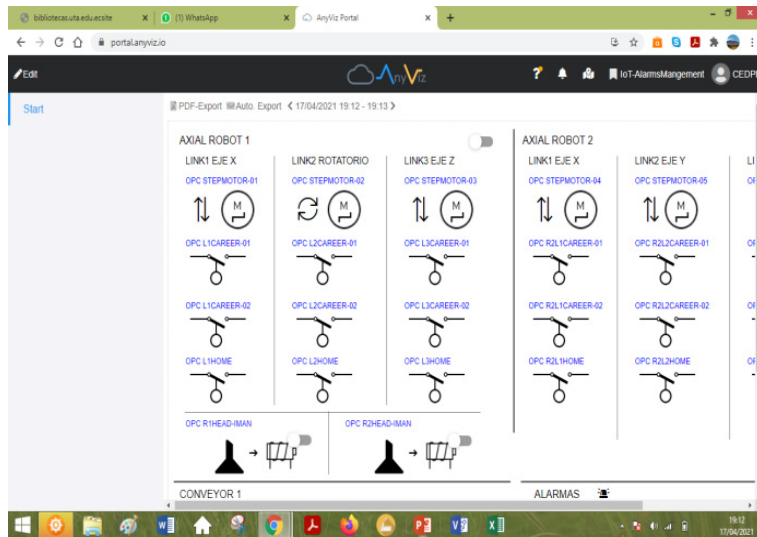 bibliotecas.uta.edu.ecsite
(1) WhatsApp
AnyViz Portal
portal.anyviz.io
Edit
AnyViz
IoT-AlarmsMangement
CEDPI
Start
PDF-Export Auto. Export 17/04/2021 19:12 - 19:13
AXIAL ROBOT 1
AXIAL ROBOT 2
LINK1 EJE X
LINK2 ROTATORIO
LINK3 EJE Z
LINK1 EJE X
LINK2 EJE Y
OPC STEPMOTOR-01
OPC STEPMOTOR-02
OPC STEPMOTOR-03
OPC STEPMOTOR-04
OPC STEPMOTOR-05
M
M
M
M
M
OPC L1CAREER-01
OPC L2CAREER-01
OPC L3CAREER-01
OPC R2L1CAREER-01
OPC R2L2CAREER-01
OPC L1CAREER-02
OPC L2CAREER-02
OPC L3CAREER-02
OPC R2L1CAREER-02
OPC R2L2CAREER-02
OPC L1HOME
OPC L2HOME
OPC L3HOME
OPC R2L1HOME
OPC R2L2HOME
OPC R1HEAD-IMAN
OPC R2HEAD-IMAN
CONVEYOR 1
ALARMAS
19:12
17/04/2021